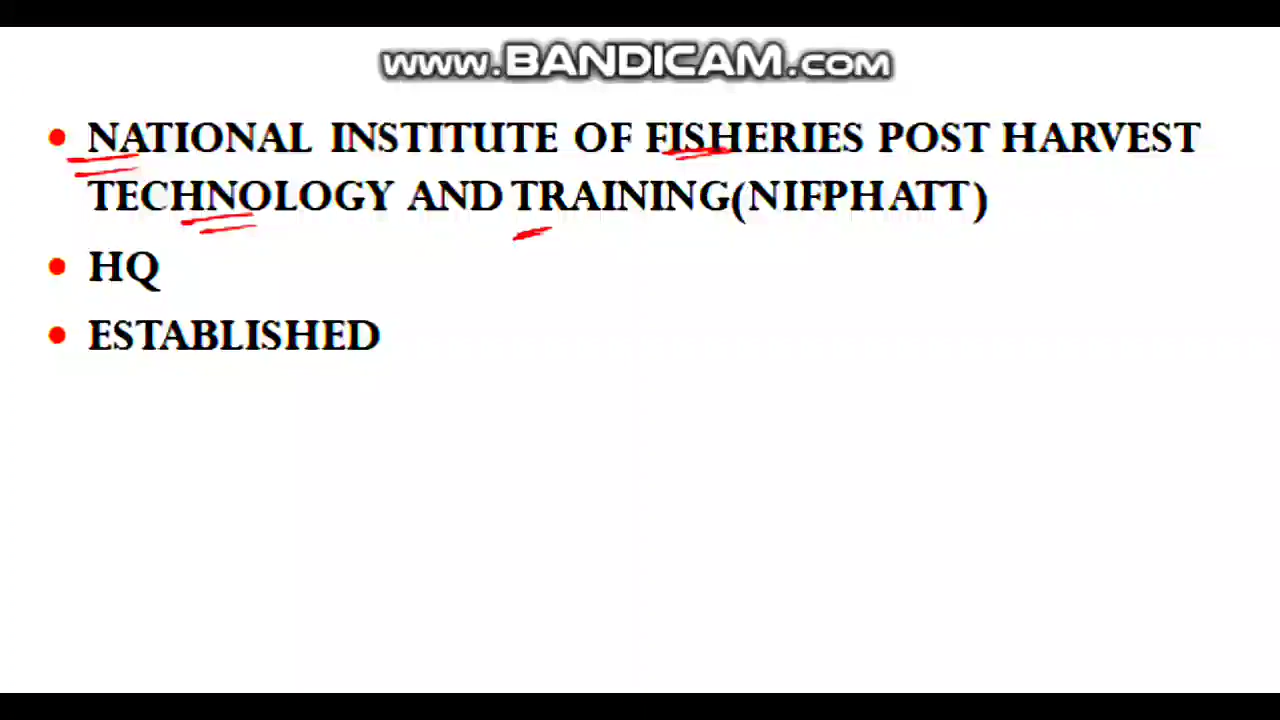 www.BANDICAM.com
• NATIONAL INSTITUTE OF FISHERIES POST HARVEST
TECHNOLOGY AND TRAINING(NIFPHATT)
• HQ
• ESTABLISHED